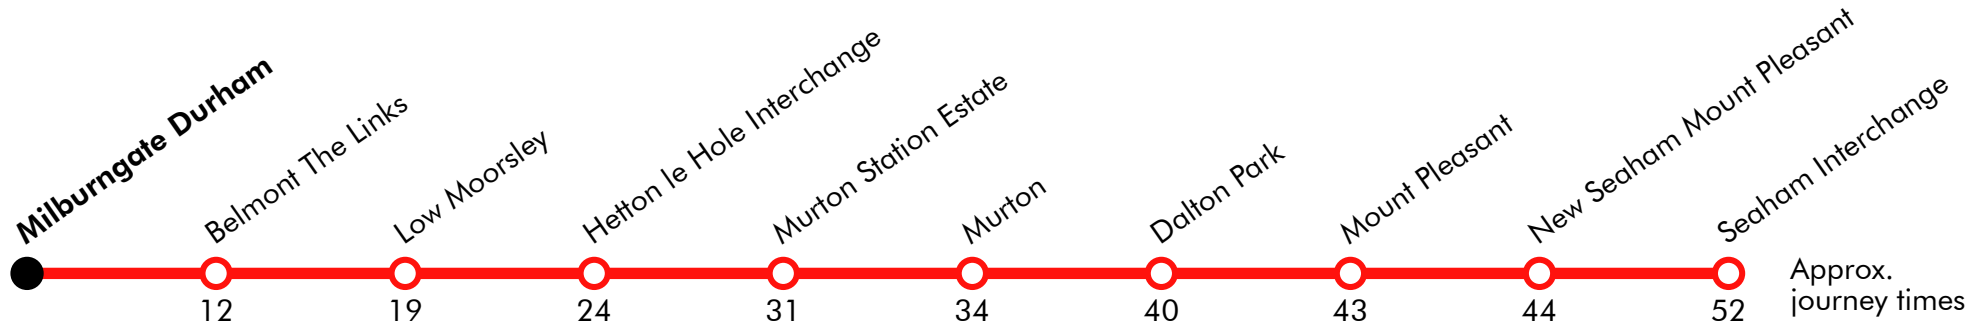 Milburngate Durham
Belmont The Links
Low Moorsley
Hetton le Hole Interchange
Murton Station Estate
Murton
Dalton Park
Mount Pleasant
New Seaham Mount Pleasant
Seaham Interchange
12 19 24 31 34 40 43 44 52
Approx.
journey times